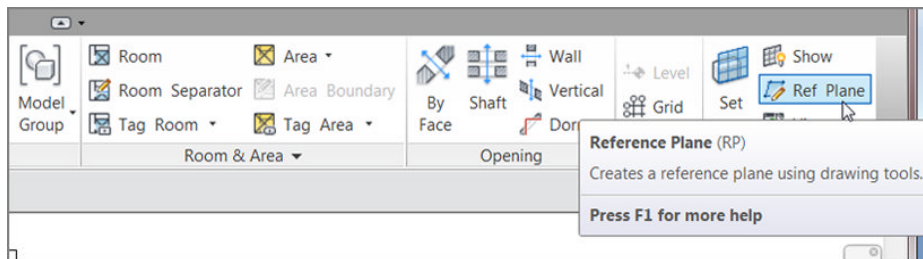 Model
Group
Room
Room Separator
Tag Room
Room & Area
Area
Area Boundary
Tag Area
By
Face
Shaft
Wall
Vertical
Opening
Level
Grid
Set
Show
Ref Plane
Reference Plane (RP)
Creates a reference plane using drawing tools.
Press F1 for more help